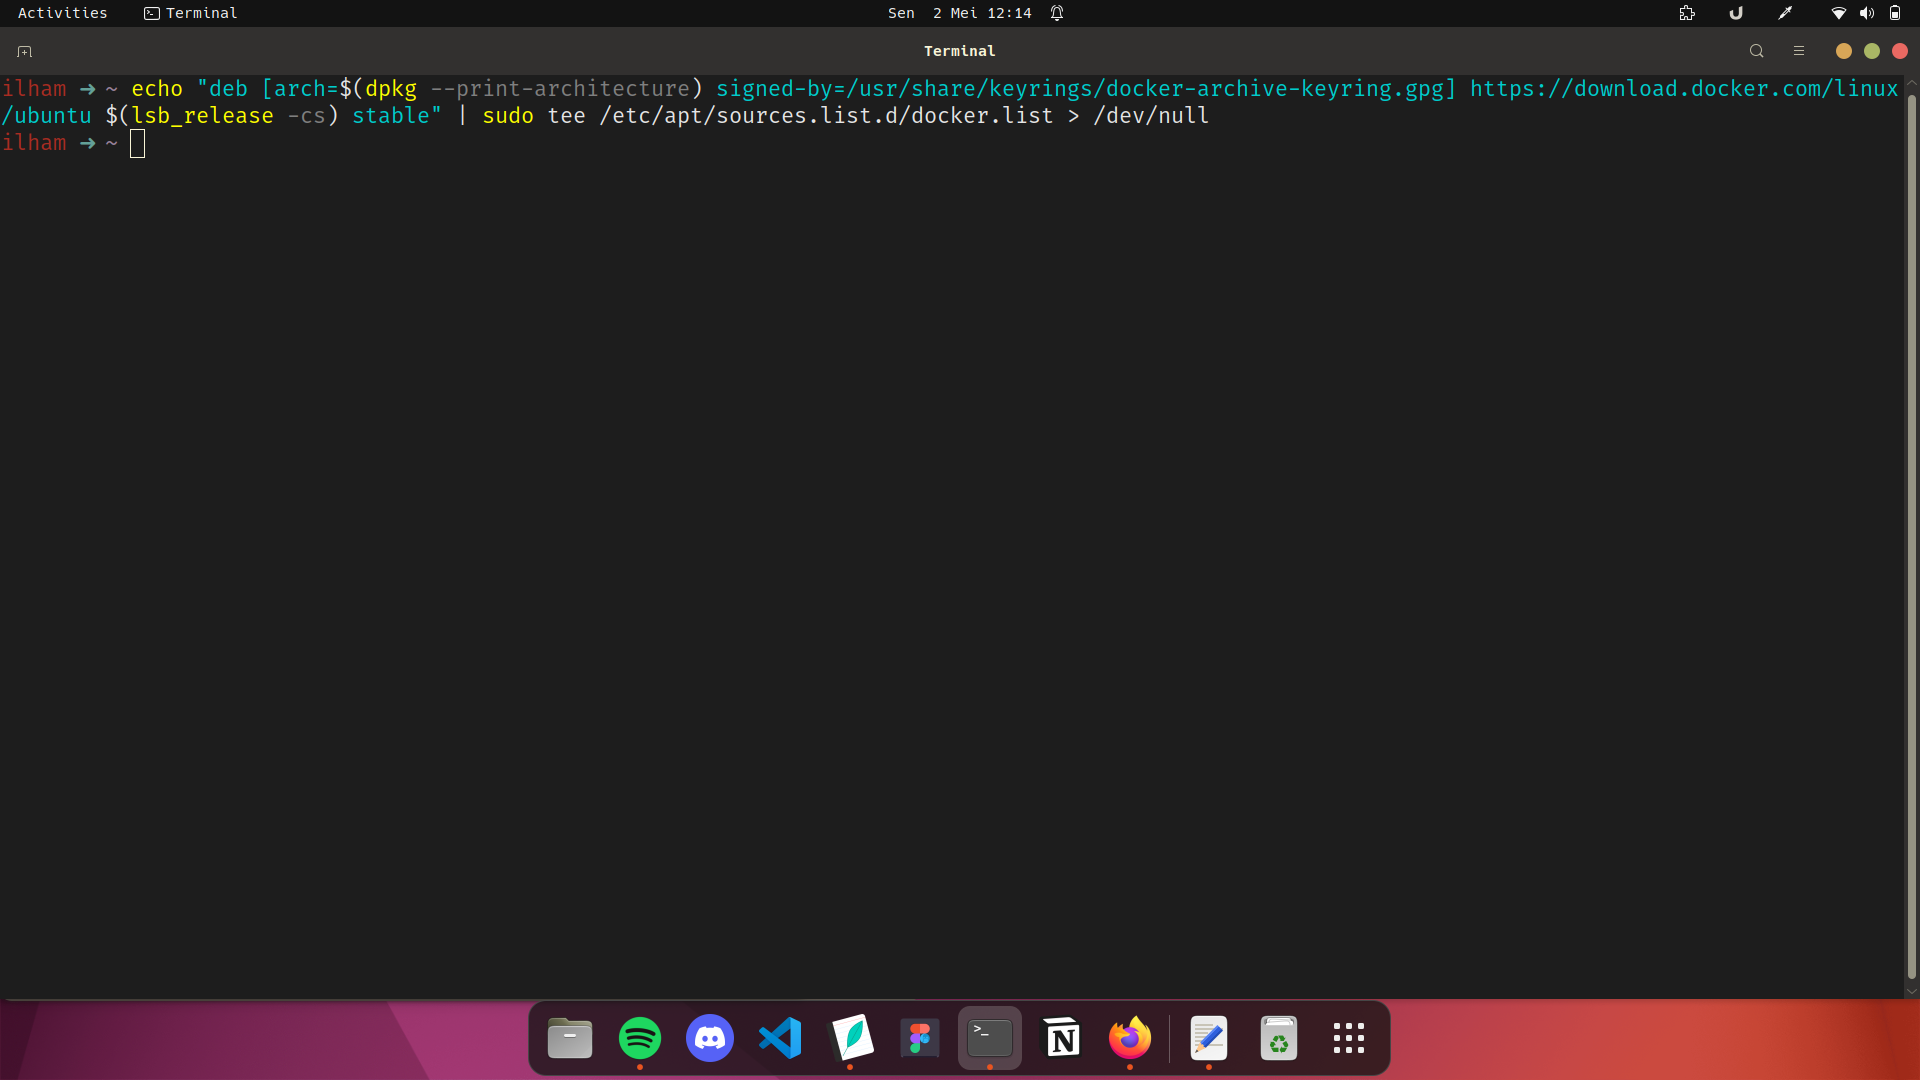 Activities Terminal Sen 2 Mei 12:14
Terminal
ilham ➜ ~ echo "deb [arch=$(dpkg --print-architecture) signed-by=/usr/share/keyrings/docker-archive-keyring.gpg] https://download.docker.com/linux
/ubuntu $(lsb_release -cs) stable" | sudo tee /etc/apt/sources.list.d/docker.list > /dev/null
ilham ➜ ~